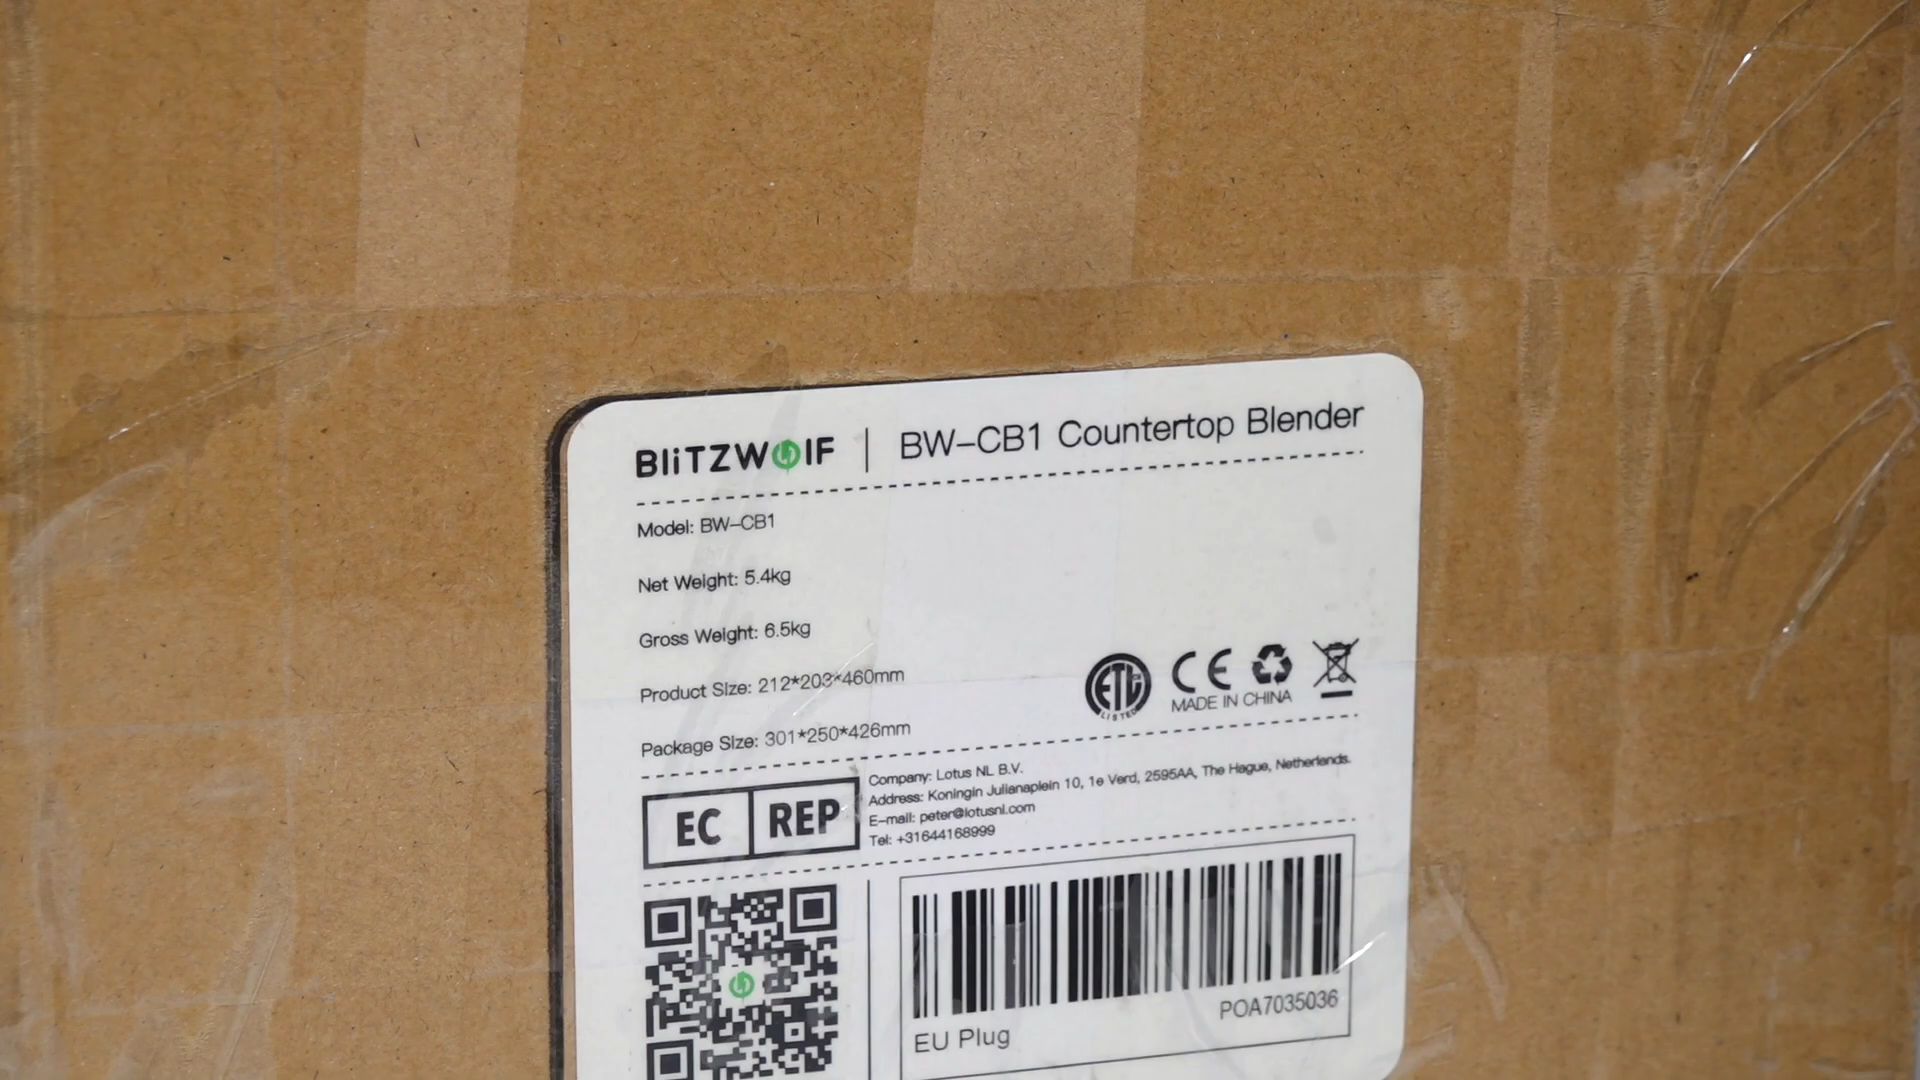 BlitzWolf | BW-CB1 Countertop Blender
Model: BW-CB1
Net Weight: 5.4kg
Gross Weight: 6.5kg
Product Size: 212*203*460mm
Package Size: 301*250*426mm
ETL
LISTED
CE
MADE IN CHINA
EC REP
Company: Lotus NL B.V.
Address: Koningin Julianaplein 10, 1e Verd, 2595AA, The Hague, Netherlands.
E-mail: peter@lotusnl.com
Tel: +31644168999
POA7035036
EU Plug